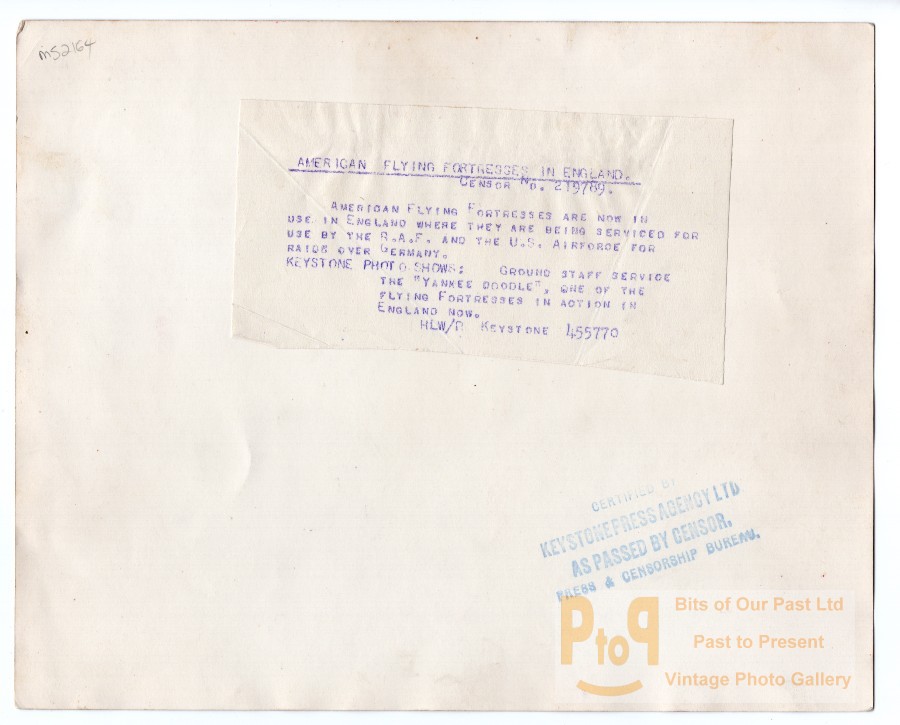 m52164
AMERICAN FLYING FORTRESSES IN ENGLAND.
CENSOR NO. 219789.
AMERICAN FLYING FORTRESSES ARE NOW IN
USE IN ENGLAND WHERE THEY ARE BEING SERVICED FOR
USE BY THE R.A.F. AND THE U.S. AIRFORCE FOR
RAIDS OVER GERMANY.
KEYSTONE PHOTO SHOWS: GROUND STAFF SERVICE
THE "YANKEE DOODLE", ONE OF THE
FLYING FORTRESSES IN ACTION IN
ENGLAND NOW.
HLW/P KEYSTONE 455770
CERTIFIED BY
KEYSTONE PRESS AGENCY LTD
AS PASSED BY CENSOR.
PRESS & CENSORSHIP BUREAU.
PtoP
Bits of Our Past Ltd
Past to Present
Vintage Photo Gallery